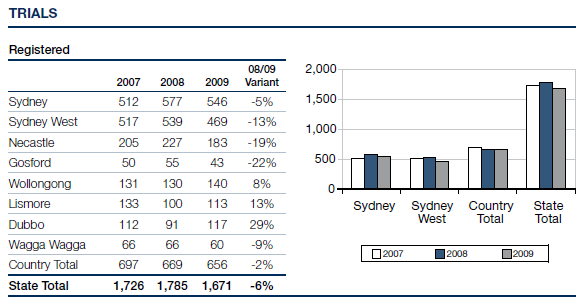 TRIALS
Registered
2007 2008 2009 08/09 Variant
Sydney 512 577 546 -5%
Sydney West 517 539 469 -13%
Necastle 205 227 183 -19%
Gosford 50 55 43 -22%
Wollongong 131 130 140 8%
Lismore 133 100 113 13%
Dubbo 112 91 117 29%
Wagga Wagga 66 66 60 -9%
Country Total 697 669 656 -2%
State Total 1,726 1,785 1,671 -6%
2,000
1,500
1,000
500
0
Sydney Sydney West Country Total State Total
2007 2008 2009